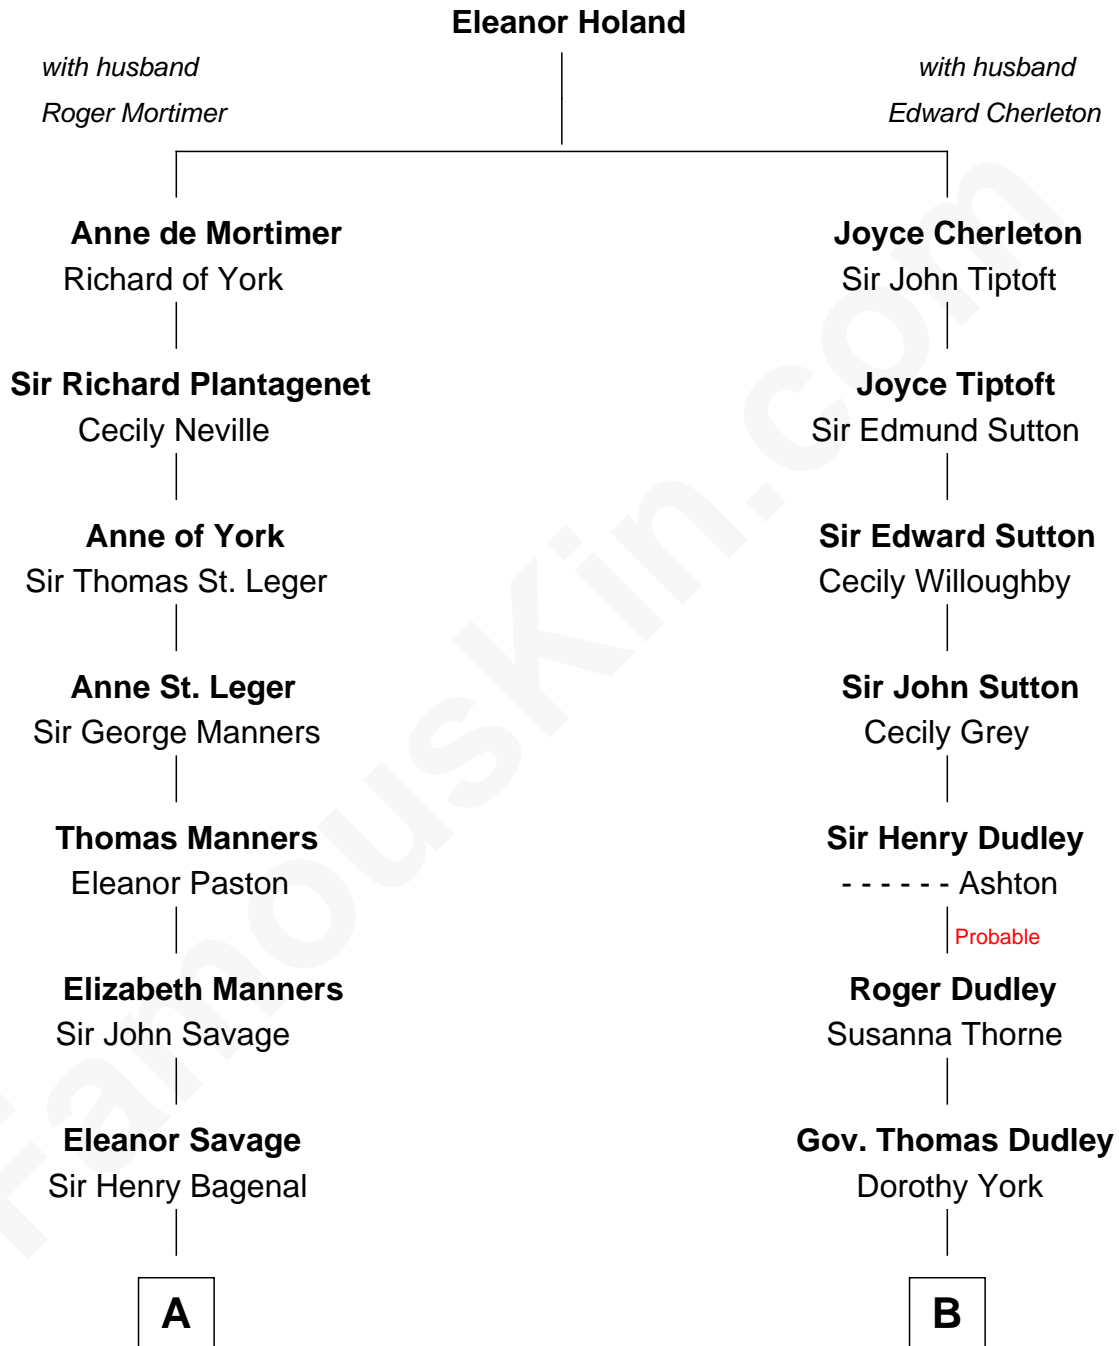 Eleanor Holand
with husband
Roger Mortimer
with husband
Edward Cherleton
Anne de Mortimer
Richard of York
Joyce Cherleton
Sir John Tiptoft
Sir Richard Plantagenet
Cecily Neville
Joyce Tiptoft
Sir Edmund Sutton
Anne of York
Sir Thomas St. Leger
Sir Edward Sutton
Cecily Willoughby
Anne St. Leger
Sir George Manners
Sir John Sutton
Cecily Grey
Thomas Manners
Eleanor Paston
Sir Henry Dudley
- - - - - - Ashton
Probable
Elizabeth Manners
Sir John Savage
Roger Dudley
Susanna Thorne
Eleanor Savage
Sir Henry Bagenal
Gov. Thomas Dudley
Dorothy York
A
B
FamousKin.com